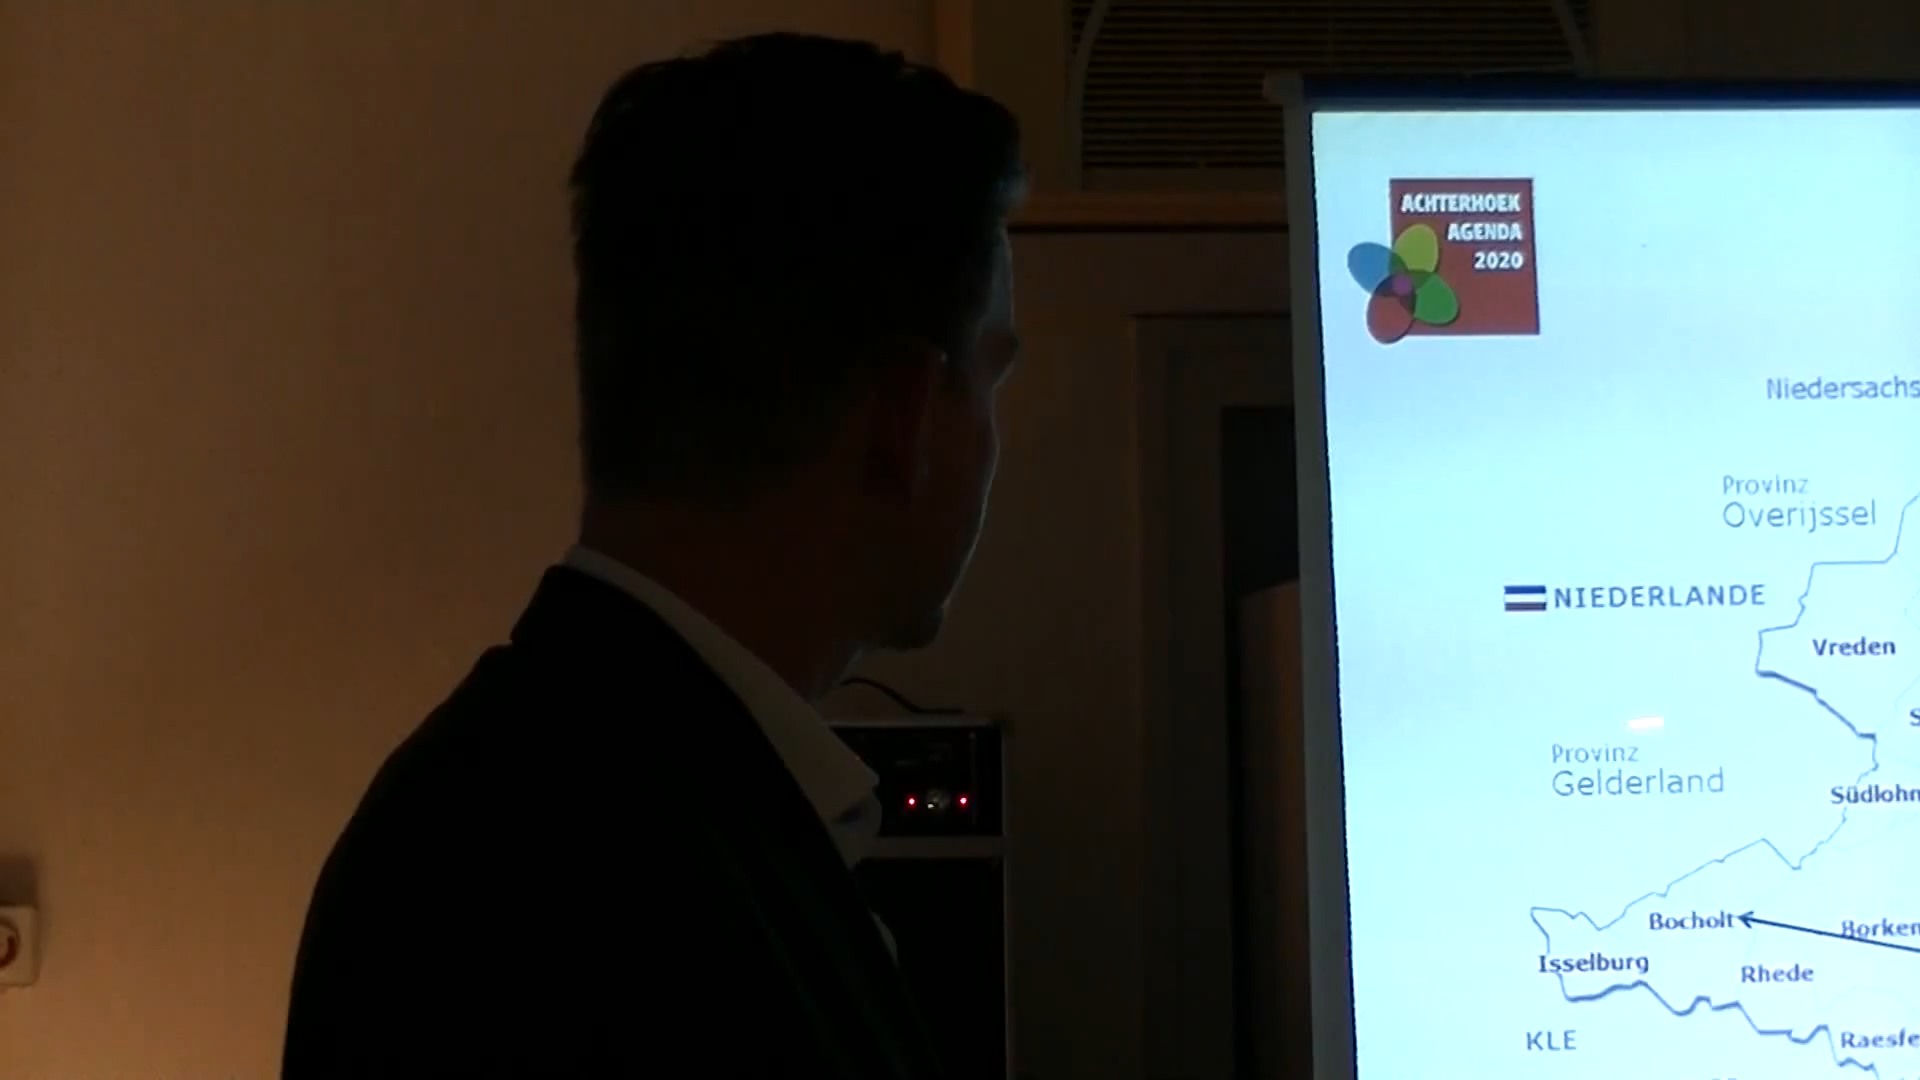 ACHTERHOEK
AGENDA
2020
Niedersachs
Provinz
Overijssel
NIEDERLANDE
Vreden
S
Provinz
Gelderland
Südlohn
Bocholt
Borken
Isselburg
Rhede
KLE
Raesfe